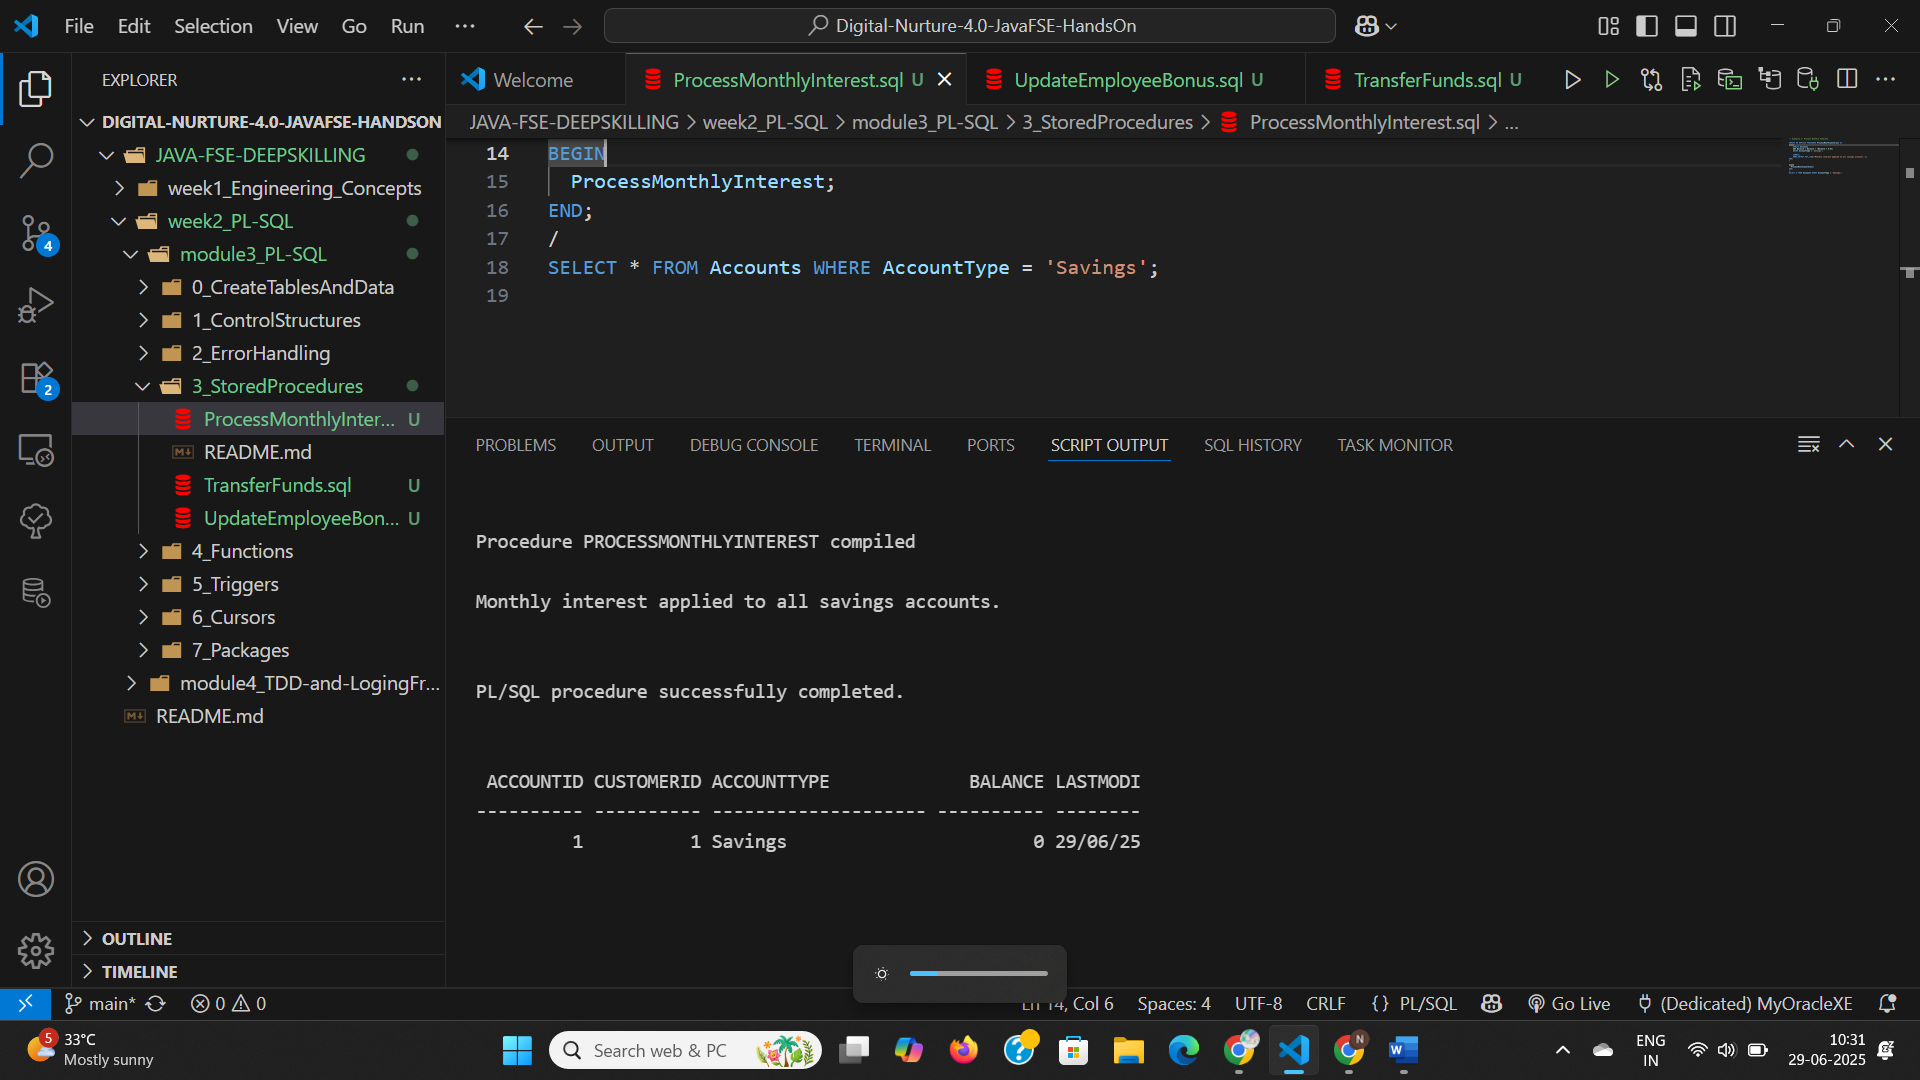 File Edit Selection View Go Run ...
Digital-Nurture-4.0-JavaFSE-HandsOn
EXPLORER
Welcome
ProcessMonthlyInterest.sql U
UpdateEmployeeBonus.sql U
TransferFunds.sql U
JAVA-FSE-DEEPSKILLING > week2_PL-SQL > module3_PL-SQL > 3_StoredProcedures > ProcessMonthlyInterest.sql > ...
DIGITAL-NURTURE-4.0-JAVAFSE-HANDSON
JAVA-FSE-DEEPSKILLING
week1_Engineering_Concepts
week2_PL-SQL
module3_PL-SQL
0_CreateTablesAndData
1_ControlStructures
2_ErrorHandling
3_StoredProcedures
ProcessMonthlyInter... U
README.md
TransferFunds.sql U
UpdateEmployeeBon... U
4_Functions
5_Triggers
6_Cursors
7_Packages
module4_TDD-and-LogingFr...
README.md
OUTLINE
TIMELINE
4
2
14 BEGIN
15 ProcessMonthlyInterest;
16 END;
17 /
18 SELECT * FROM Accounts WHERE AccountType = 'Savings';
19
PROBLEMS OUTPUT DEBUG CONSOLE TERMINAL PORTS SCRIPT OUTPUT SQL HISTORY TASK MONITOR
Procedure PROCESSMONTHLYINTEREST compiled
Monthly interest applied to all savings accounts.
PL/SQL procedure successfully completed.
ACCOUNTID CUSTOMERID ACCOUNTTYPE BALANCE LASTMODI
---------- ---------- -------------------- ---------- --------
1 1 Savings 0 29/06/25
main* 0 0
Ln 14, Col 6 Spaces: 4 UTF-8 CRLF {} PL/SQL Go Live (Dedicated) MyOracleXE
5
33°C
Mostly sunny
Search web & PC
N
W
ENG
IN
10:31
29-06-2025